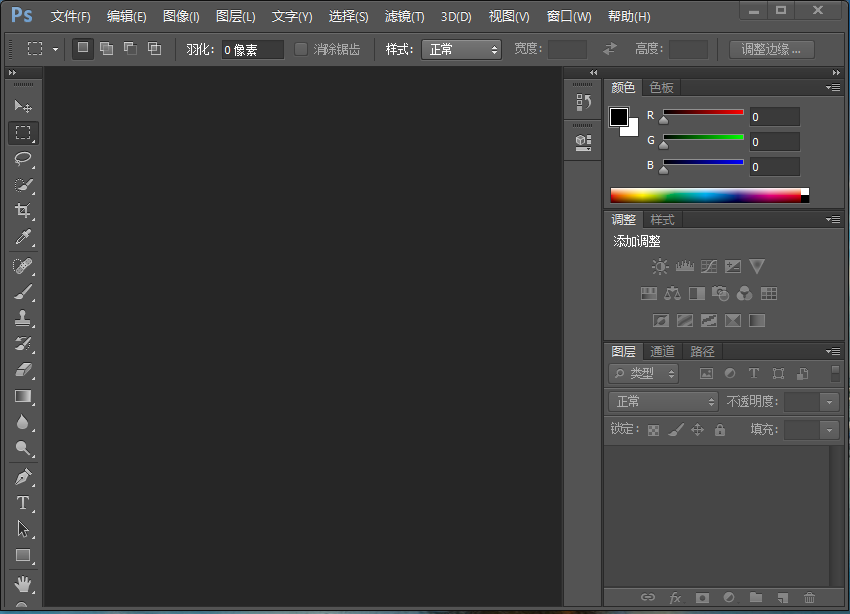 Ps 文件(F) 编辑(E) 图像(I) 图层(L) 文字(Y) 选择(S) 滤镜(T) 3D(D) 视图(V) 窗口(W) 帮助(H)
羽化: 0 像素 消除锯齿 样式: 正常 宽度: 高度: 调整边缘...
颜色 色板
R 0
G 0
B 0
调整 样式
添加调整
图层 通道 路径
类型 T
正常 不透明度:
锁定: 填充:
T
fx